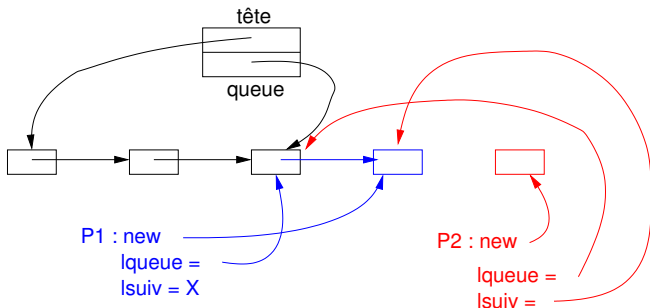 tête
queue
P1 : new
lqueue =
lsuiv = X
P2 : new
lqueue =
lsuiv =